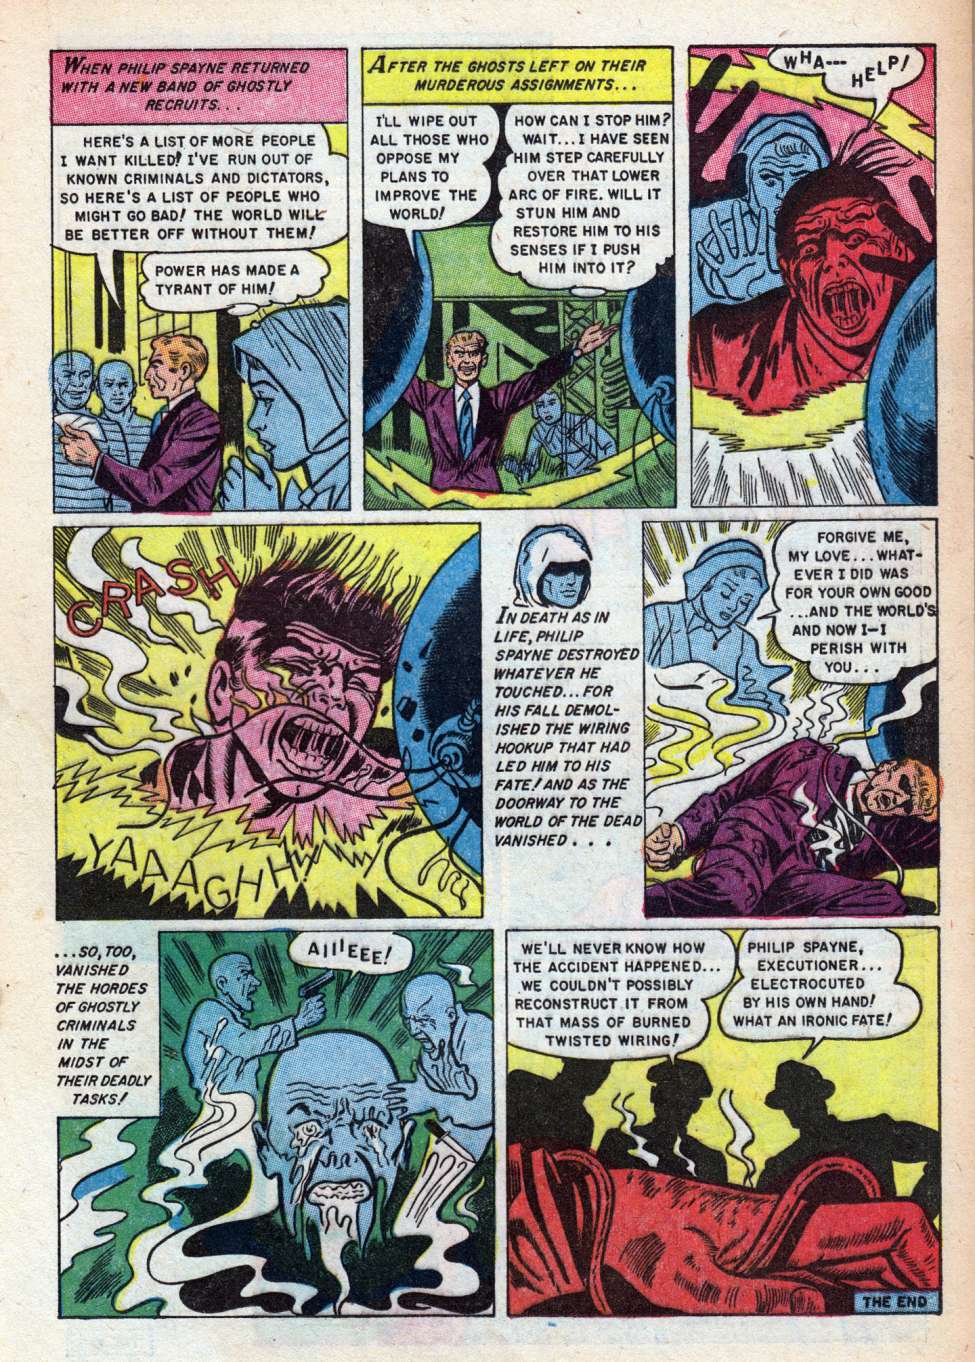 WHEN PHILIP SPAYNE RETURNED
WITH A NEW BAND OF GHOSTLY
RECRUITS...
HERE'S A LIST OF MORE PEOPLE
I WANT KILLED! I'VE RUN OUT OF
KNOWN CRIMINALS AND DICTATORS,
SO HERE'S A LIST OF PEOPLE WHO
MIGHT GO BAD! THE WORLD WILL
BE BETTER OFF WITHOUT THEM!
POWER HAS MADE A
TYRANT OF HIM!
AFTER THE GHOSTS LEFT ON THEIR
MURDEROUS ASSIGNMENTS...
I'LL WIPE OUT
ALL THOSE WHO
OPPOSE MY
PLANS TO
IMPROVE THE
WORLD!
HOW CAN I STOP HIM?
WAIT...I HAVE SEEN
HIM STEP CAREFULLY
OVER THAT LOWER
ARC OF FIRE. WILL IT
STUN HIM AND
RESTORE HIM TO HIS
SENSES IF I PUSH
HIM INTO IT?
WHA---
HELP!
CRASH
YAAAGHH!
IN DEATH AS IN
LIFE, PHILIP
SPAYNE DESTROYED
WHATEVER HE
TOUCHED...FOR
HIS FALL DEMOL-
ISHED THE WIRING
HOOKUP THAT HAD
LED HIM TO HIS
FATE! AND AS THE
DOORWAY TO THE
WORLD OF THE DEAD
VANISHED...
FORGIVE ME,
MY LOVE...WHAT-
EVER I DID WAS
FOR YOUR OWN GOOD
...AND THE WORLD'S
AND NOW I-I
PERISH WITH
YOU...
...SO, TOO,
VANISHED
THE HORDES
OF GHOSTLY
CRIMINALS
IN THE
MIDST OF
THEIR DEADLY
TASKS!
AIIIEEE!
WE'LL NEVER KNOW HOW
THE ACCIDENT HAPPENED...
WE COULDN'T POSSIBLY
RECONSTRUCT IT FROM
THAT MASS OF BURNED
TWISTED WIRING!
PHILIP SPAYNE,
EXECUTIONER...
ELECTROCUTED
BY HIS OWN HAND!
WHAT AN IRONIC FATE!
THE END